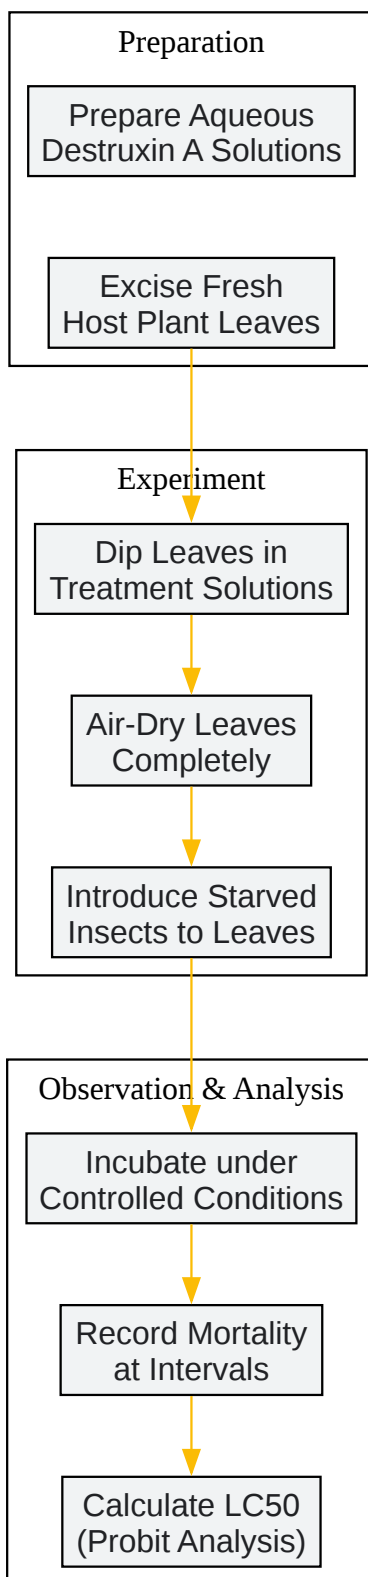 Preparation
Prepare Aqueous
Destruxin A Solutions
Excise Fresh
Host Plant Leaves
Experiment
Dip Leaves in
Treatment Solutions
Air-Dry Leaves
Completely
Introduce Starved
Insects to Leaves
Observation & Analysis
Incubate under
Controlled Conditions
Record Mortality
at Intervals
Calculate LC50
(Probit Analysis)